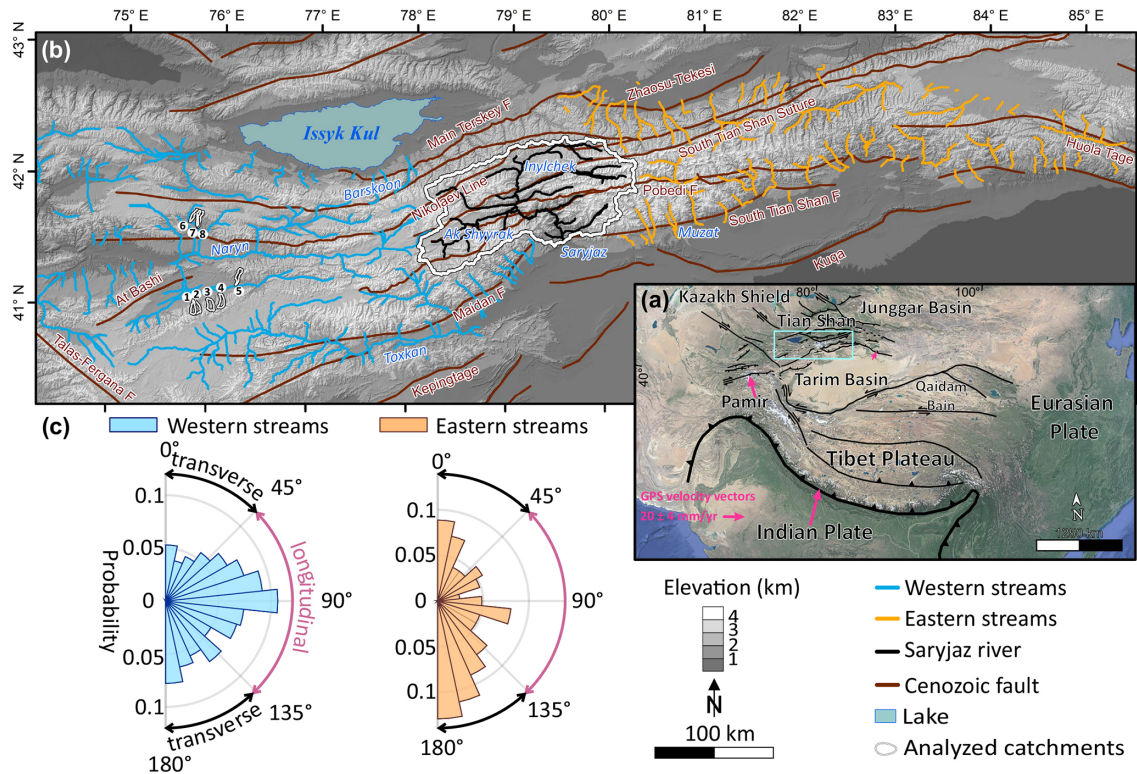 75°E 76°E 77°E 78°E 79°E 80°E 81°E 82°E 83°E 84°E 85°E
43°N
42°N
41°N
(b)
Issyk Kul
Main Terskey F
Zhaosu-Tekesi
South Tian Shan Suture
Huola Tage
Barskoon
Nikolaev Line
Inylchek
Pobedi F
South Tian Shan F
Ak Shyyrak
Saryjaz
Muzat
Kuqa
6
7 8
Naryn
At Bashi
1 2 3 4
5
Maidan F
Toxkan
Kepingtage
Talas-Fergana F
(a)
80° 100°
40°
Kazakh Shield
Junggar Basin
Tian Shan
Tarim Basin
Qaidam
Bain
Pamir
Eurasian
Plate
Tibet Plateau
GPS velocity vectors
20 ± 4 mm/yr
Indian Plate
N
(c)
Western streams
Eastern streams
0°
transverse
45°
0.1
0.05
Probability
0
longitudinal
90°
0.05
0.1
135°
transverse
180°
0°
45°
0.1
0.05
0
90°
0.05
0.1
135°
180°
Elevation (km)
4
3
2
1
N
100 km
Western streams
Eastern streams
Saryjaz river
Cenozoic fault
Lake
Analyzed catchments